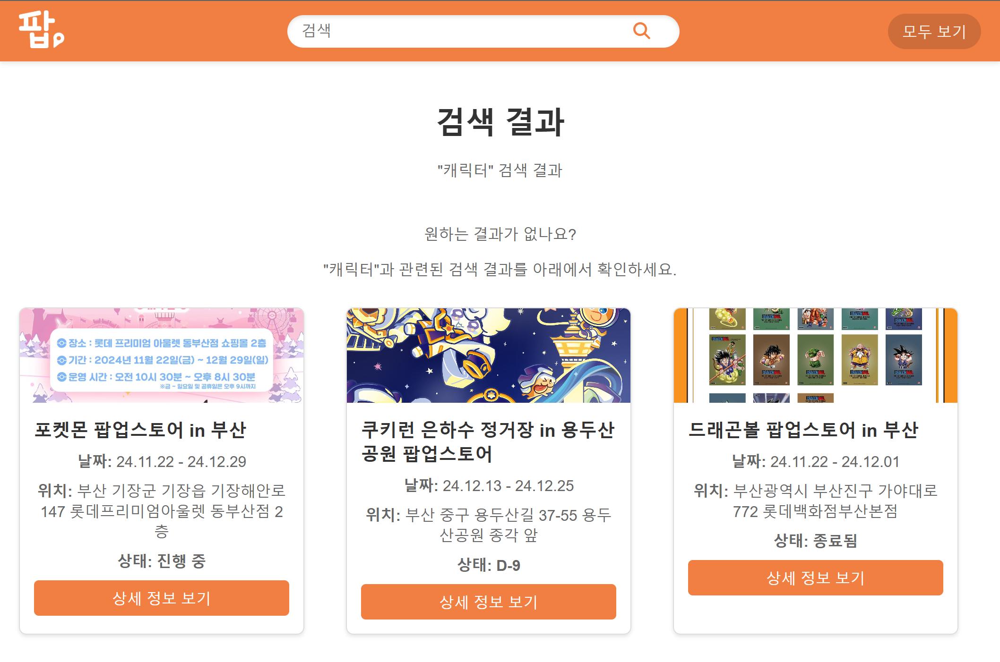 팝
검색
모두 보기
검색 결과
"캐릭터" 검색 결과
원하는 결과가 없나요?
"캐릭터"과 관련된 검색 결과를 아래에서 확인하세요.
장소 : 롯데 프리미엄 아울렛 동부산점 쇼핑몰 2층
기간 : 2024년 11월 22일(금) ~ 12월 29일(일)
운영 시간 : 오전 10시 30분 ~ 오후 8시 30분
※금 ~ 일요일 및 공휴일은 오후 9시까지
포켓몬 팝업스토어 in 부산
날짜: 24.11.22 - 24.12.29
위치: 부산 기장군 기장읍 기장해안로
147 롯데프리미엄아울렛 동부산점 2
층
상태: 진행 중
상세 정보 보기
쿠키런 은하수 정거장 in 용두산
공원 팝업스토어
날짜: 24.12.13 - 24.12.25
위치: 부산 중구 용두산길 37-55 용두
산공원 종각 앞
상태: D-9
상세 정보 보기
DRAGONBALL
DRAGONBALL
DRAGONBALL
DRAGONBALL
DRAGONBALL
DRAGONBALL
DRAGONBALL
DRAGONBALL
DRAGONBALL
DRAGONBALL
DRAGONBALL
드래곤볼 팝업스토어 in 부산
날짜: 24.11.22 - 24.12.01
위치: 부산광역시 부산진구 가야대로
772 롯데백화점부산본점
상태: 종료됨
상세 정보 보기